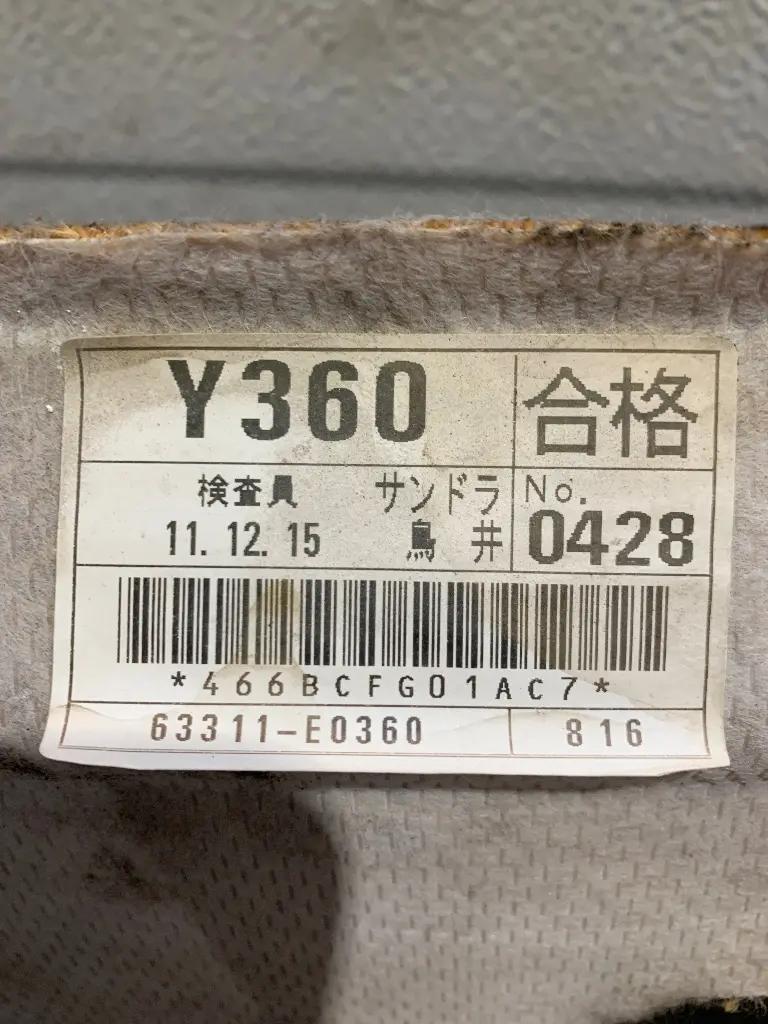 Y360 合格
検査員 サンドラ No.
11.12.15 鳥井 0428
*466BCFG01AC7*
63311-E0360 816